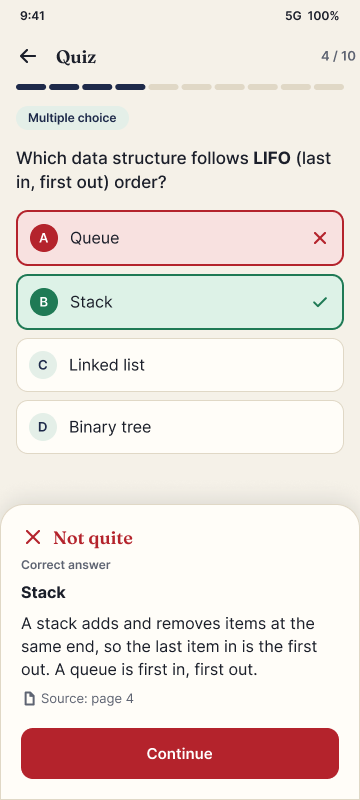 9:41
5G 100%
Quiz
4 / 10
Multiple choice
Which data structure follows LIFO (last
in, first out) order?
A Queue
B Stack
C Linked list
D Binary tree
Not quite
Correct answer
Stack
A stack adds and removes items at the
same end, so the last item in is the first
out. A queue is first in, first out.
Source: page 4
Continue